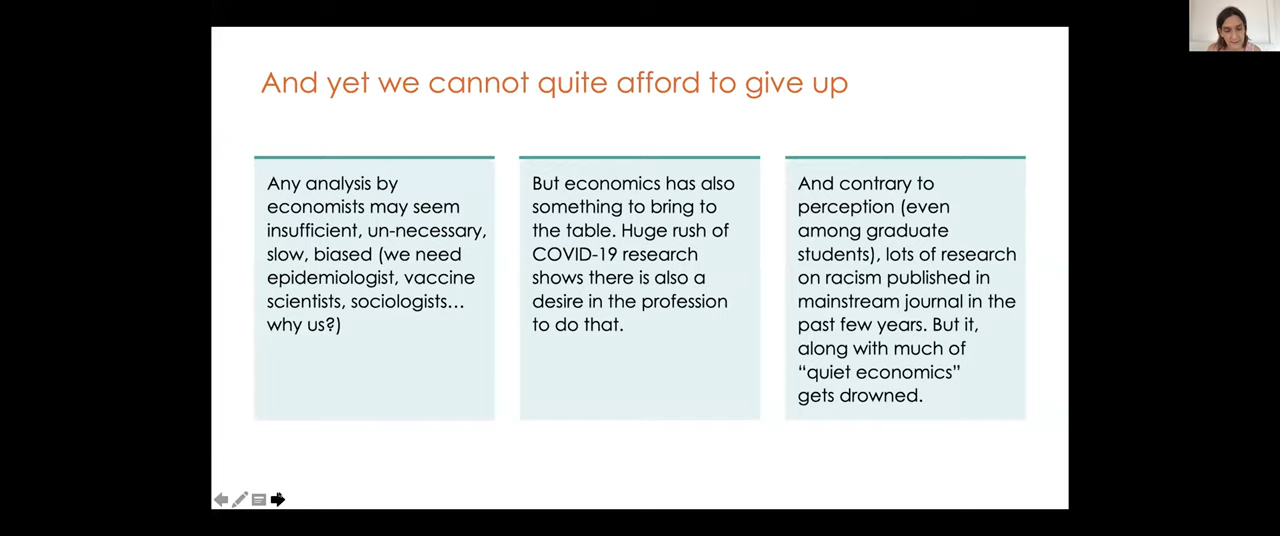 And yet we cannot quite afford to give up
Any analysis by
economists may seem
insufficient, un-necessary,
slow, biased (we need
epidemiologist, vaccine
scientists, sociologists…
why us?)
But economics has also
something to bring to
the table. Huge rush of
COVID-19 research
shows there is also a
desire in the profession
to do that.
And contrary to
perception (even
among graduate
students), lots of research
on racism published in
mainstream journal in the
past few years. But it,
along with much of
“quiet economics”
gets drowned.